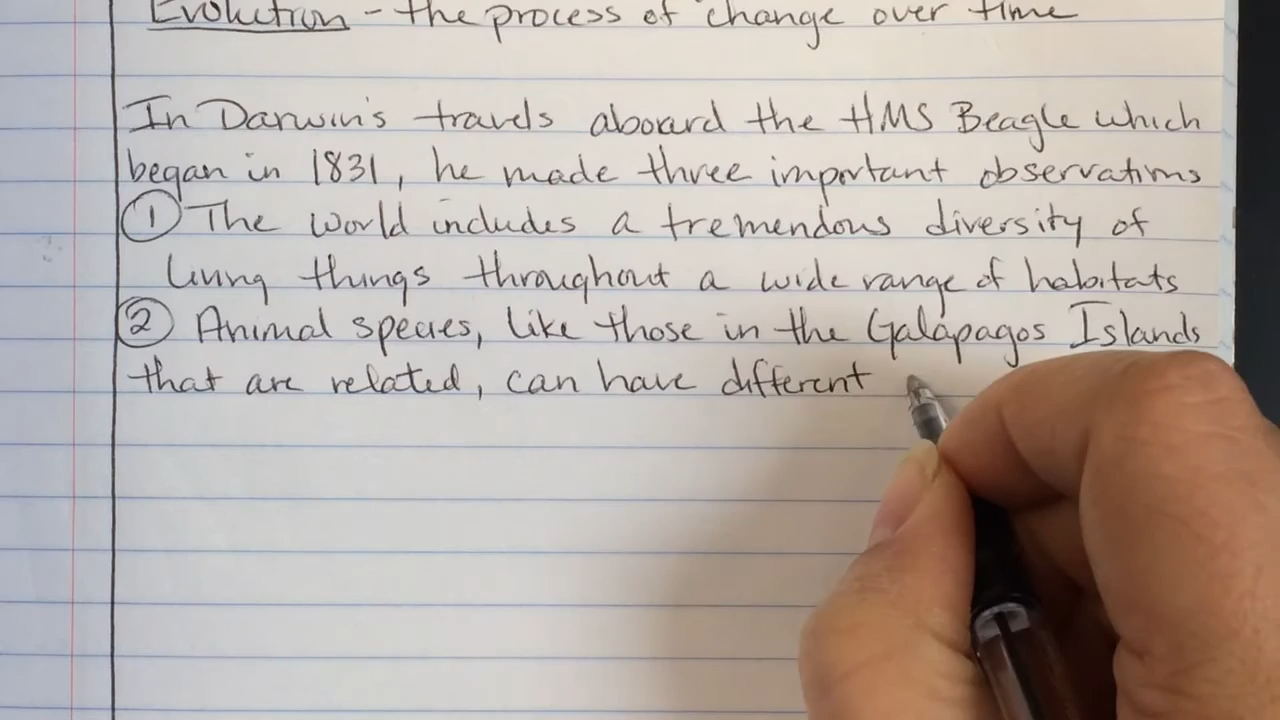 Evolution - the process of change over time
In Darwin's travels aboard the HMS Beagle which
began in 1831, he made three important observations
① The world includes a tremendous diversity of
living things throughout a wide range of habitats
② Animal species, like those in the Galapagos Islands
that are related, can have different